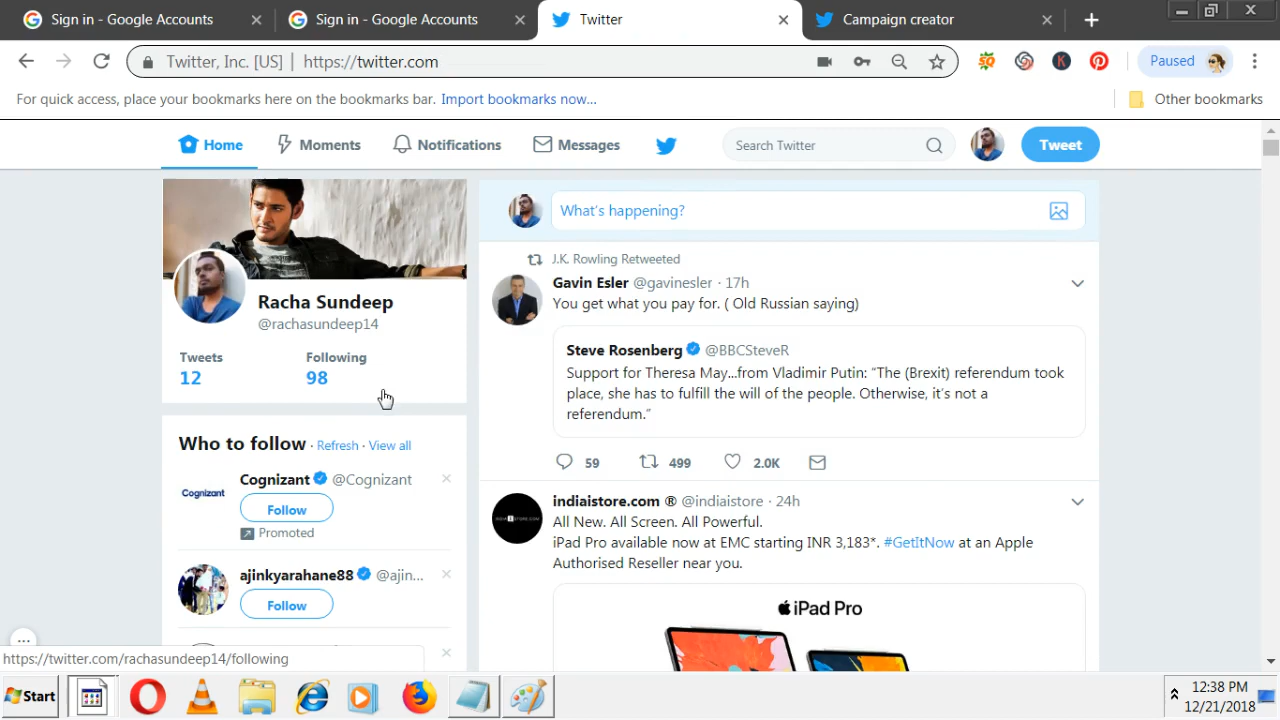 Sign in - Google Accounts
Sign in - Google Accounts
Twitter
Campaign creator
Twitter, Inc. [US] | https://twitter.com
Paused
For quick access, place your bookmarks here on the bookmarks bar. Import bookmarks now...
Other bookmarks
Home
Moments
Notifications
Messages
Search Twitter
Tweet
Racha Sundeep
@rachasundeep14
Tweets
Following
12
98
Who to follow · Refresh · View all
Cognizant @Cognizant
Follow
Promoted
ajinkyarahane88 @ajin...
Follow
What's happening?
J.K. Rowling Retweeted
Gavin Esler @gavinesler · 17h
You get what you pay for. ( Old Russian saying)
Steve Rosenberg @BBCSteveR
Support for Theresa May...from Vladimir Putin: "The (Brexit) referendum took
place, she has to fulfill the will of the people. Otherwise, it's not a
referendum."
59
499
2.0K
indiaistore.com ® @indiaistore · 24h
All New. All Screen. All Powerful.
iPad Pro available now at EMC starting INR 3,183*. #GetItNow at an Apple
Authorised Reseller near you.
iPad Pro
https://twitter.com/rachasundeep14/following
Start
12:38 PM
12/21/2018